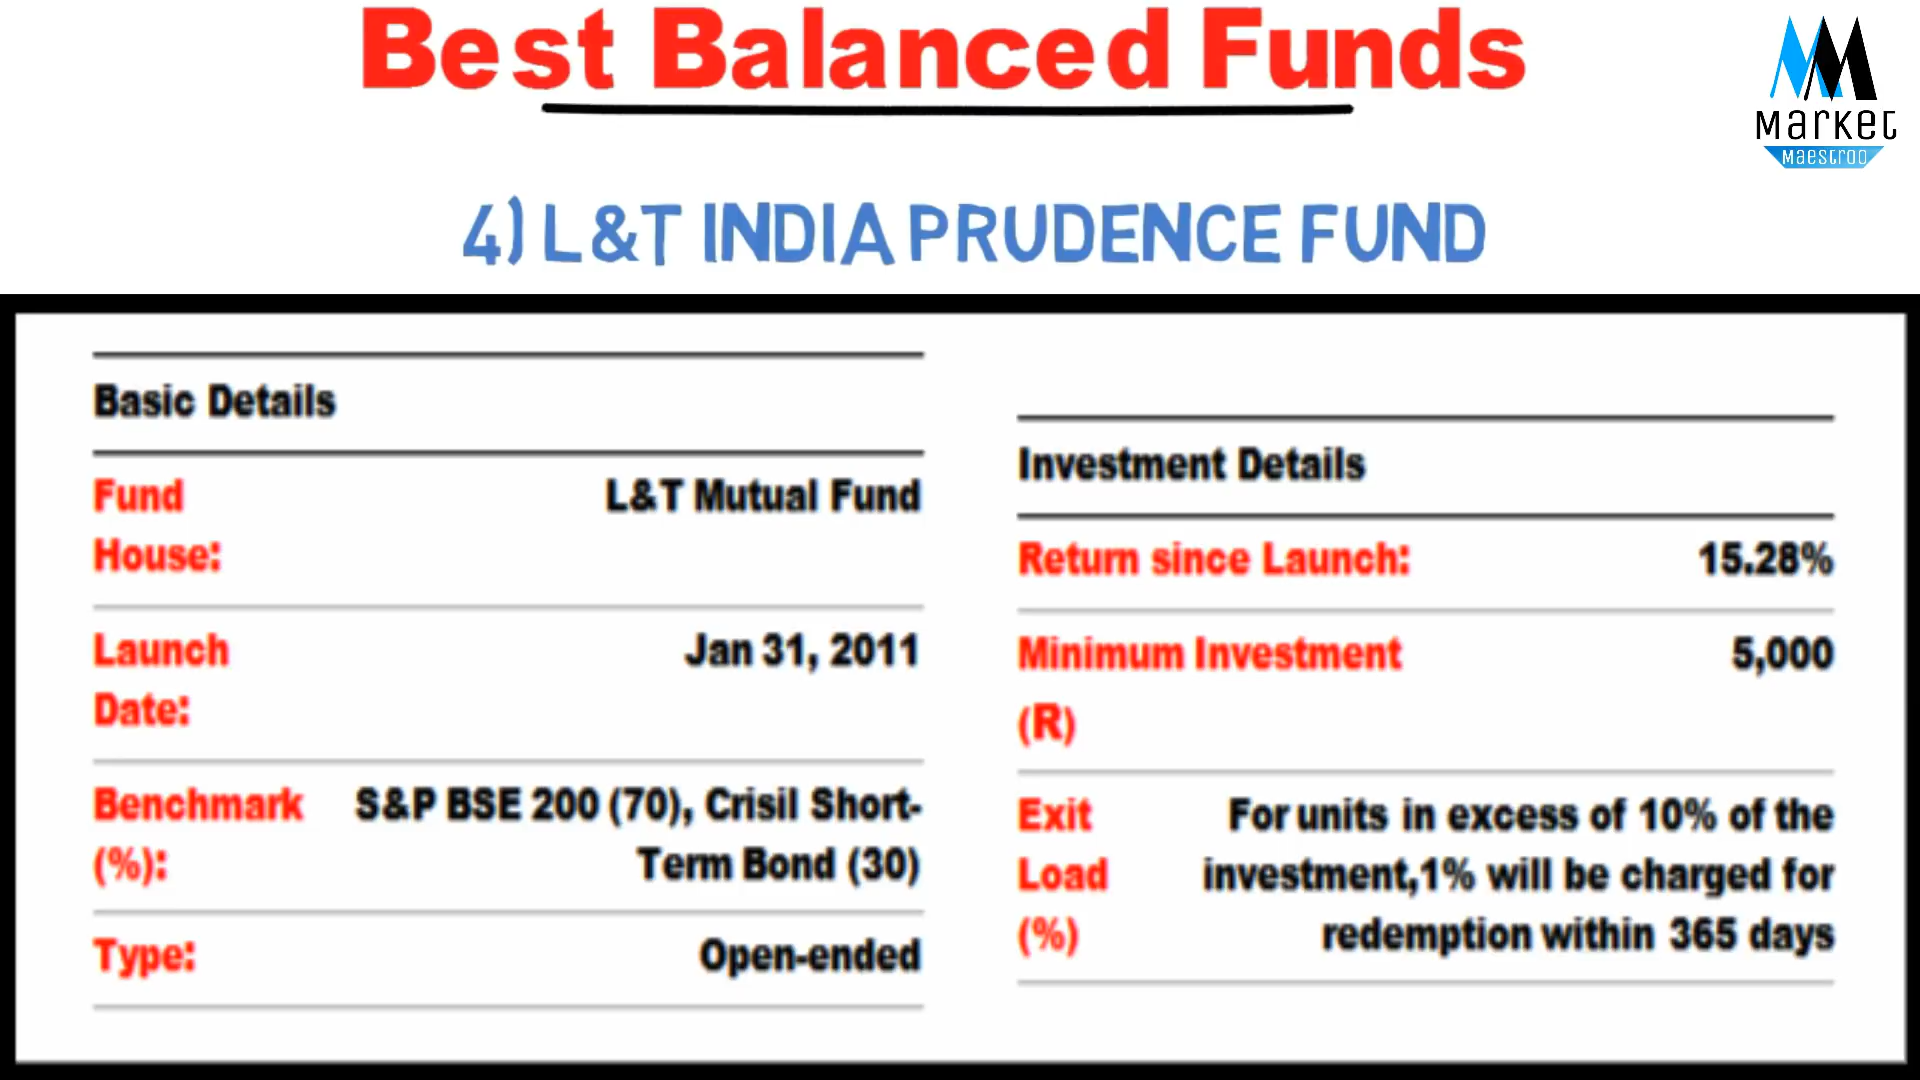 Best Balanced Funds
Market
Maestroo
4) L&T INDIA PRUDENCE FUND
Basic Details
Fund House: L&T Mutual Fund
Launch Date: Jan 31, 2011
Benchmark (%): S&P BSE 200 (70), Crisil Short-
Term Bond (30)
Type: Open-ended
Investment Details
Return since Launch: 15.28%
Minimum Investment (R) 5,000
Exit Load (%) For units in excess of 10% of the
investment,1% will be charged for
redemption within 365 days